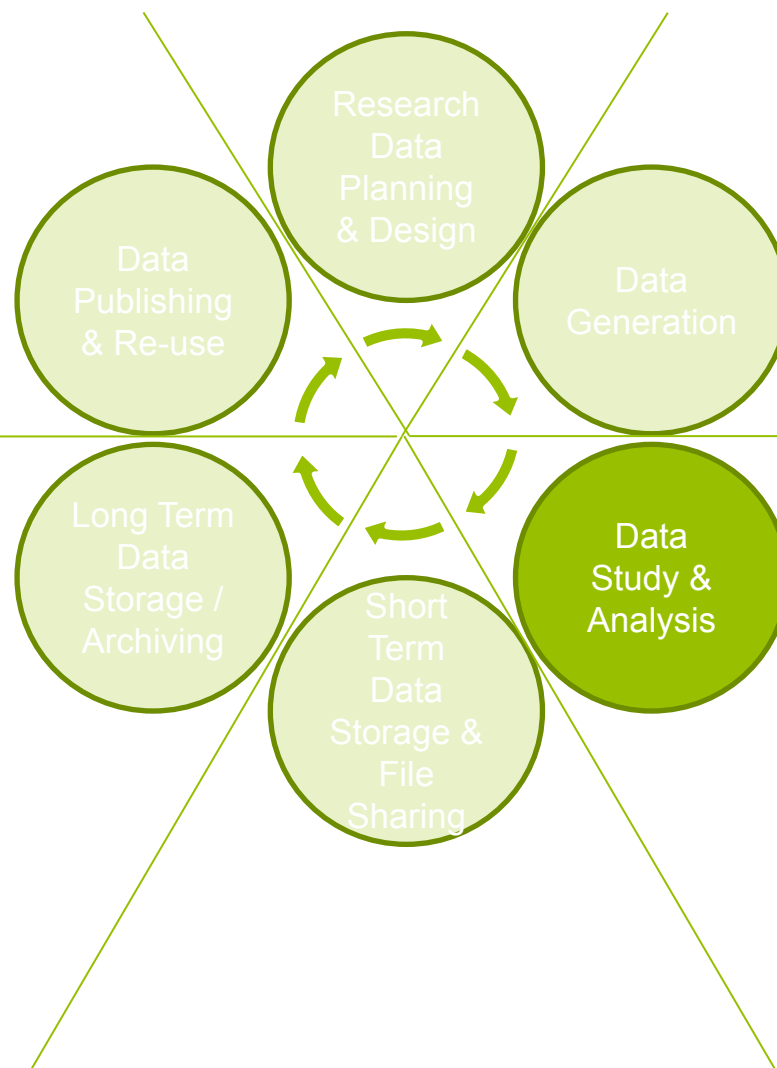 Research
Data
Planning
& Design
Data
Generation
Data
Study &
Analysis
Short
Term
Data
Storage &
File
Sharing
Long Term
Data
Storage /
Archiving
Data
Publishing
& Re-use